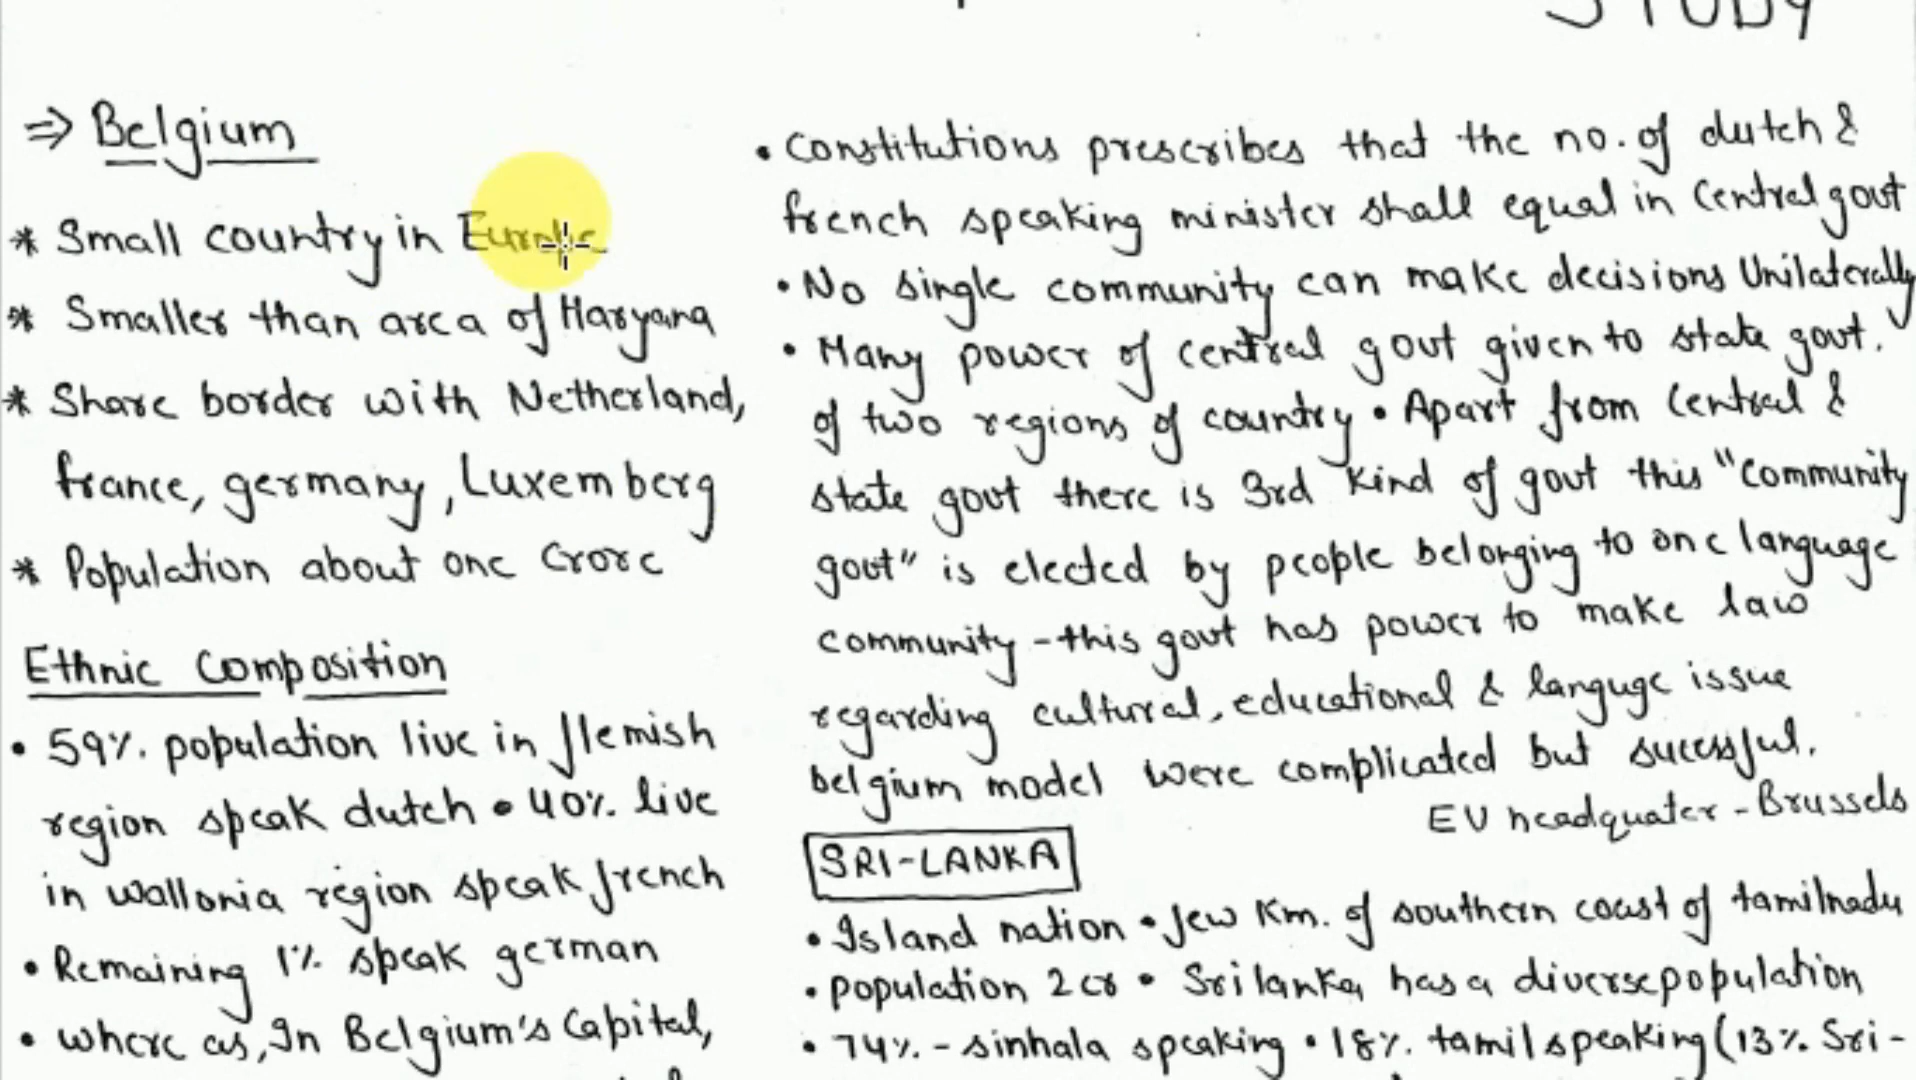 STUDY
⇒ Belgium
* Small country in Europe
* Smaller than area of Haryana
* Share border with Netherland,
france, germany, Luxemberg
* Population about one Crore
Ethnic Composition
• 59%. population live in flemish
region speak dutch • 40%. live
in wallonia region speak french
• Remaining 1%. speak german
• where as, In Belgium's Capital,
• Constitutions prescribes that the no. of dutch &
french speaking minister shall equal in Central govt
• No single community can make decisions Unilaterally
• Many power of central govt given to state govt.
of two regions of country • Apart from Central &
state govt there is 3rd kind of govt this "Community
govt" is elected by people belonging to one language
community - this govt has power to make law
regarding cultural, educational & languge issue
belgium model were complicated but sucessful.
EU headquater - Brussels
SRI-LANKA
• Island nation • few Km. of southern coast of tamilnadu
• population 2 cr • Srilanka has a diverse population
• 74%. - sinhala speaking • 18%. tamil speaking (13%. Sri-